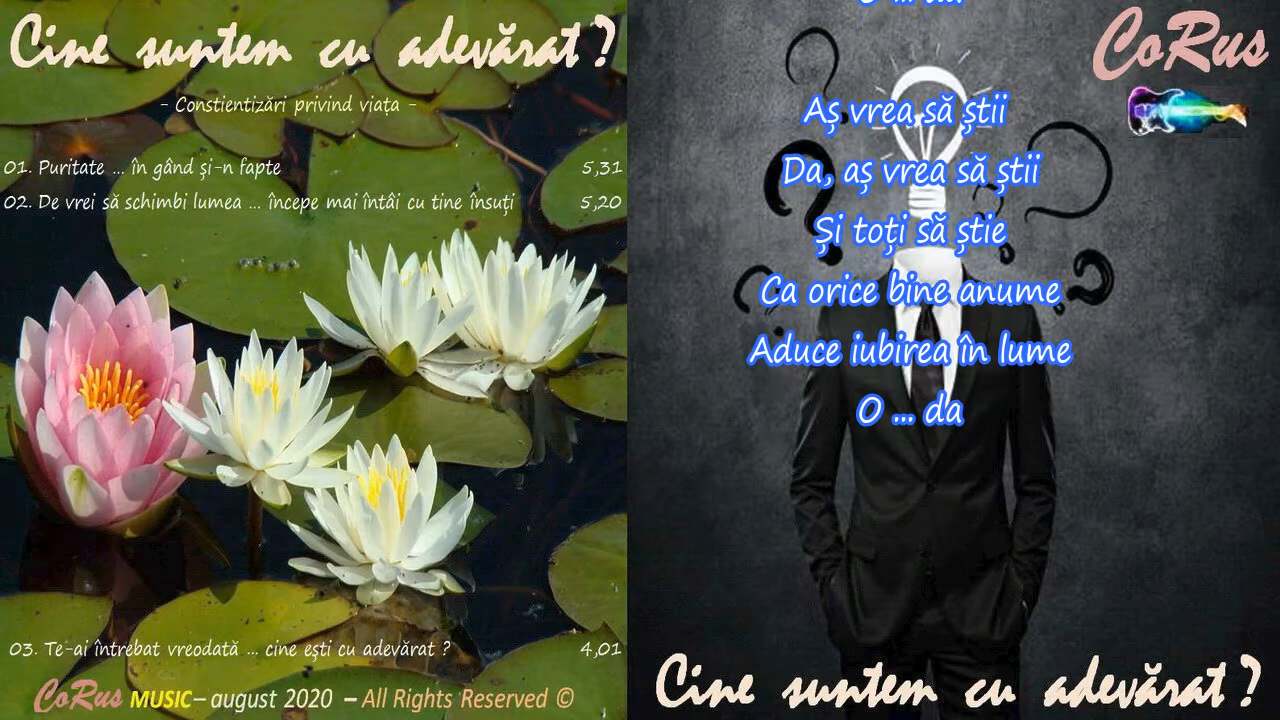 Cine suntem cu adevărat ?
- Constientizări privind viața -
01. Puritate ... în gând și-n fapte 5,31
02. De vrei să schimbi lumea ... începe mai întâi cu tine însuți 5,20
03. Te-ai întrebat vreodată ... cine ești cu adevărat ? 4,01
CoRus MUSIC – august 2020 – All Rights Reserved ©
O ... da.
CoRus
Aș vrea să știi
Da, aș vrea să știi
Și toți să știe
Ca orice bine anume
Aduce iubirea în lume
O ... da
Cine suntem cu adevărat ?